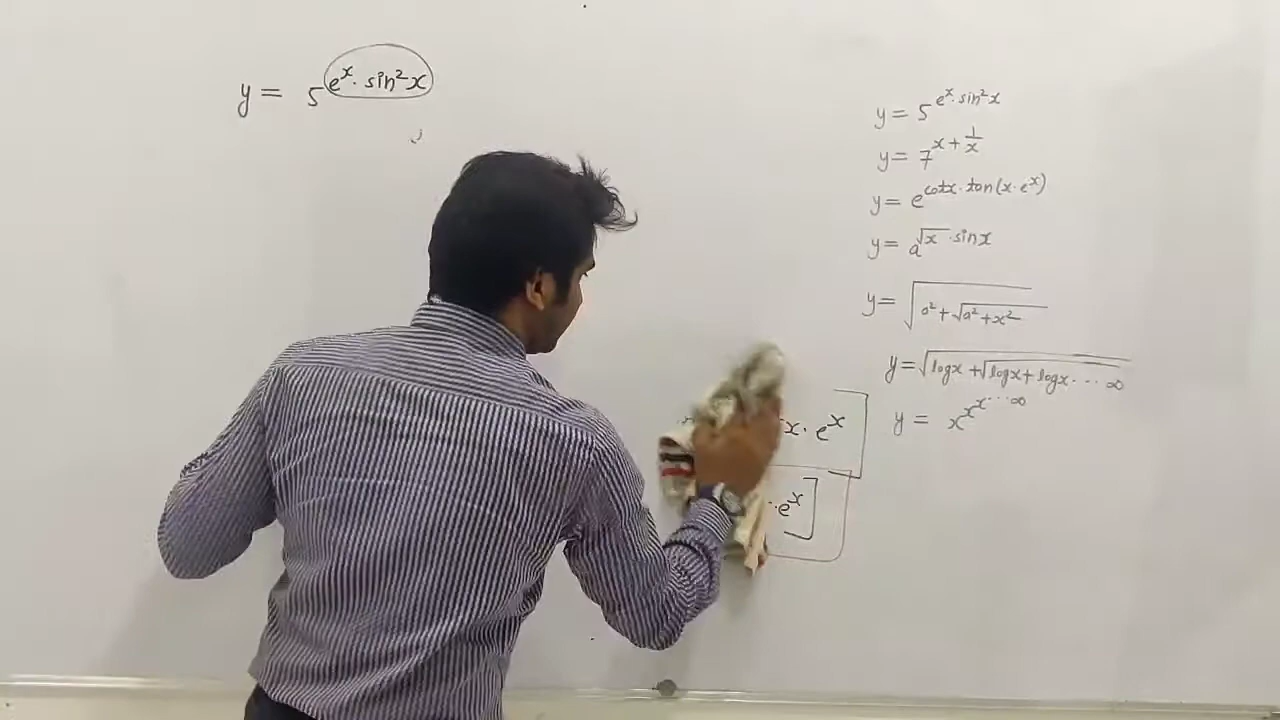 y = 5^(e^x · sin²x)
y = 5^(e^x · sin²x)
y = 7^(x + 1/x)
y = e^(cotx · tan(x · e^x))
y = a^(√x · sinx)
y = √(a² + √(a² + x²))
y = √(logx + √(logx + logx ··· ∞))
y = x^x^x^···∞
x · e^x]
· e^x]